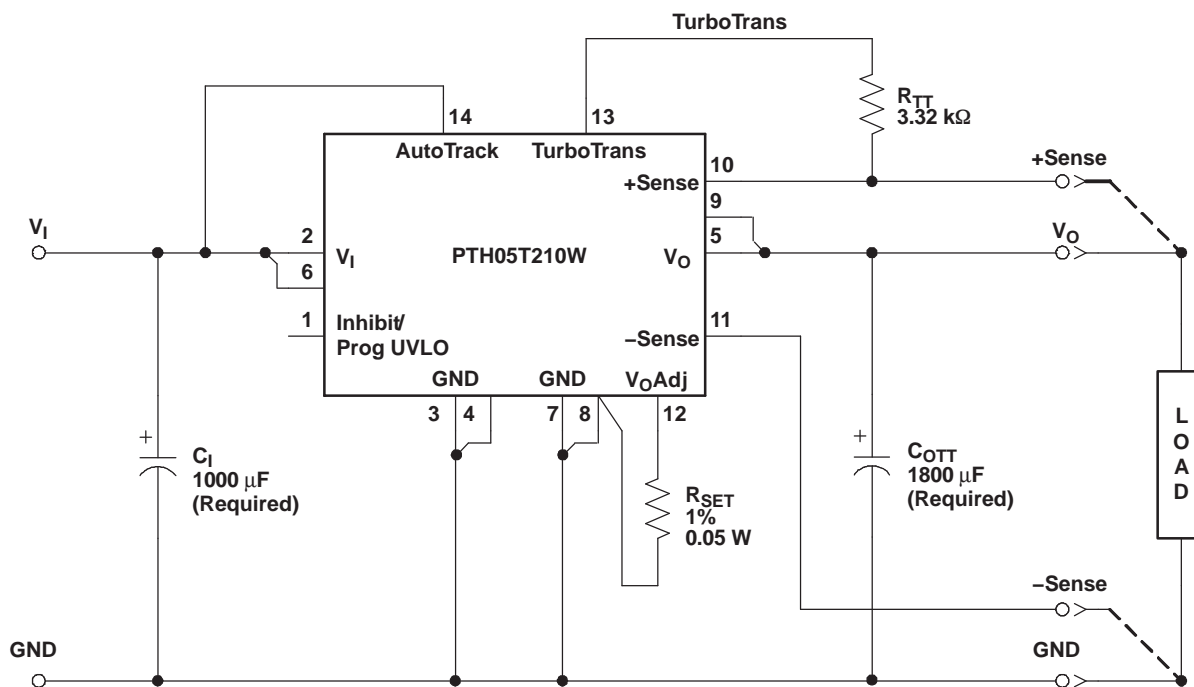 TurboTrans
R_TT
3.32 kΩ
14
13
AutoTrack
TurboTrans
10
+Sense
+Sense
9
V_I
2
V_I
PTH05T210W
5
V_O
V_O
6
1
Inhibit/
Prog UVLO
11
−Sense
GND
GND
V_OAdj
3
4
7
8
12
+
C_I
1000 μF
(Required)
R_SET
1%
0.05 W
+
C_OTT
1800 μF
(Required)
L
O
A
D
−Sense
GND
GND